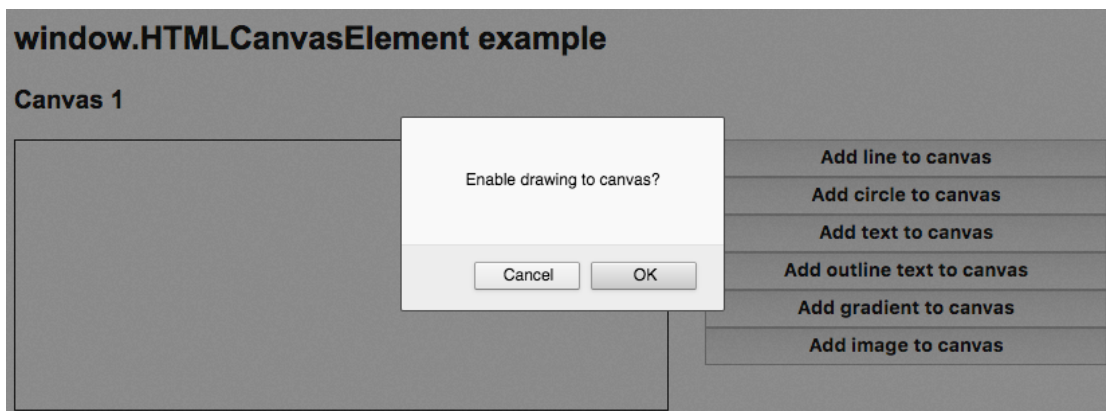 window.HTMLCanvasElement example
Canvas 1
Enable drawing to canvas?
Cancel
OK
Add line to canvas
Add circle to canvas
Add text to canvas
Add outline text to canvas
Add gradient to canvas
Add image to canvas